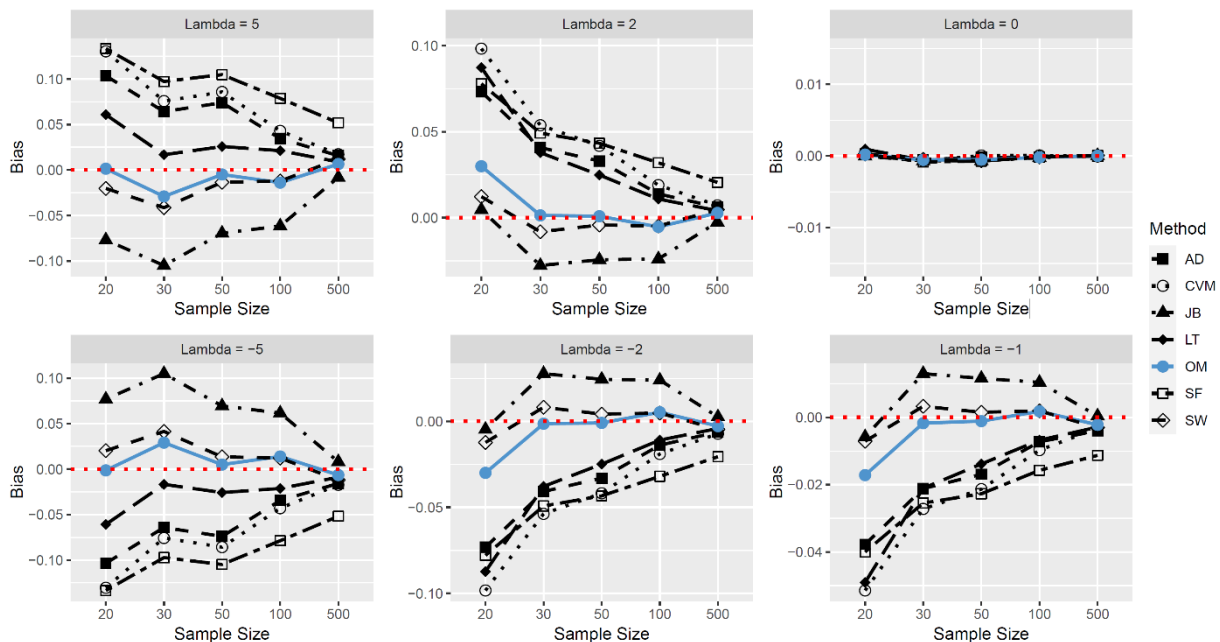 Lambda = 5
0.10
0.05
0.00
−0.05
−0.10
Bias
20 30 50 100 500
Sample Size
Lambda = 2
0.10
0.05
0.00
Bias
20 30 50 100 500
Sample Size
Lambda = 0
0.01
0.00
−0.01
Bias
20 30 50 100 500
Sample Size
Lambda = −5
0.10
0.05
0.00
−0.05
−0.10
Bias
20 30 50 100 500
Sample Size
Lambda = −2
0.00
−0.05
−0.10
Bias
20 30 50 100 500
Sample Size
Lambda = −1
0.00
−0.02
−0.04
Bias
20 30 50 100 500
Sample Size
Method
AD
CVM
JB
LT
OM
SF
SW